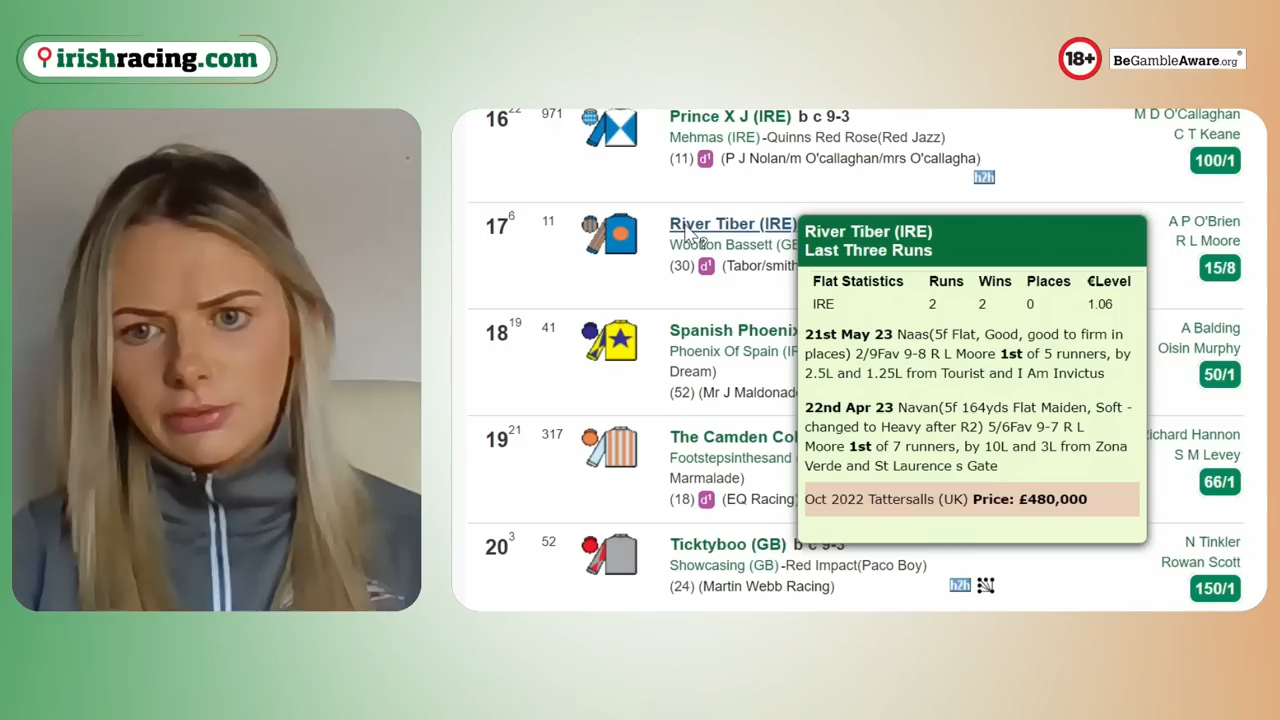 irishracing.com
18+
BeGambleAware.org®
16 22 971 Prince X J (IRE) b c 9-3 M D O'Callaghan
Mehmas (IRE) -Quinns Red Rose(Red Jazz) C T Keane
(11) d1 (P J Nolan/m O'callaghan/mrs O'callagha) 100/1
h2h
17 6 11 River Tiber (IRE) A P O'Brien
Wootton Bassett (GB R L Moore
(30) d1 (Tabor/smith 15/8
River Tiber (IRE)
Last Three Runs
Flat Statistics Runs Wins Places €Level
IRE 2 2 0 1.06
21st May 23 Naas(5f Flat, Good, good to firm in
places) 2/9Fav 9-8 R L Moore 1st of 5 runners, by
2.5L and 1.25L from Tourist and I Am Invictus
22nd Apr 23 Navan(5f 164yds Flat Maiden, Soft -
changed to Heavy after R2) 5/6Fav 9-7 R L
Moore 1st of 7 runners, by 10L and 3L from Zona
Verde and St Laurence s Gate
Oct 2022 Tattersalls (UK) Price: £480,000
18 19 41 Spanish Phoenix A Balding
Phoenix Of Spain (IR Oisin Murphy
Dream) 50/1
(52) (Mr J Maldonado
19 21 317 The Camden Co ichard Hannon
Footstepsinthesand S M Levey
Marmalade) 66/1
(18) d1 (EQ Racing
20 3 52 Ticktyboo (GB) b c 9-3 N Tinkler
Showcasing (GB) -Red Impact(Paco Boy) Rowan Scott
(24) (Martin Webb Racing) h2h 150/1